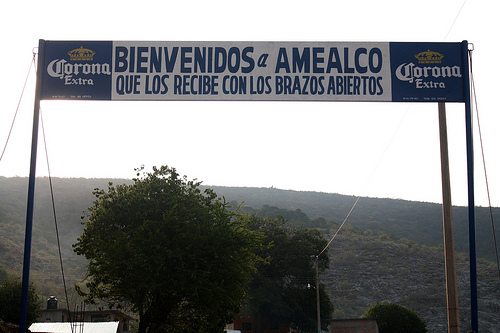 Corona
Extra
BIENVENIDOS a AMEALCO
QUE LOS RECIBE CON LOS BRAZOS ABIERTOS
Corona
Extra